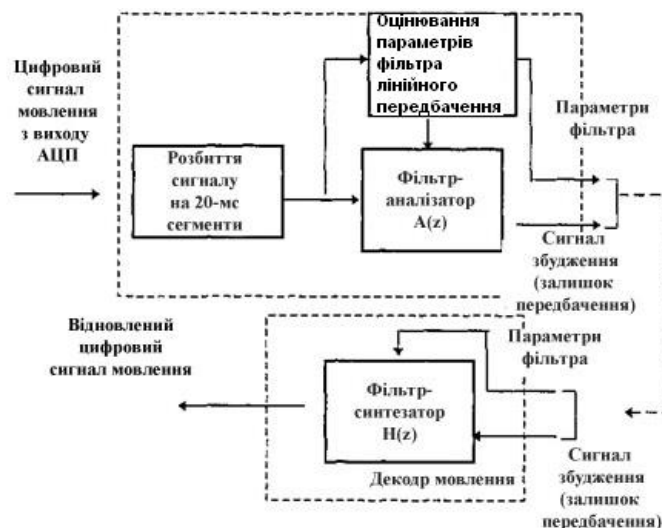 Оцінювання
параметрів
фільтра
лінійного
передбачення
Цифровий
сигнал
мовлення
з виходу
АЦП
Розбиття
сигналу
на 20-мс
сегменти
Фільтр-
аналізатор
A(z)
Параметри
фільтра
Сигнал
збудження
(залишок
передбачення)
Відновлений
цифровий
сигнал мовлення
Фільтр-
синтезатор
H(z)
Параметри
фільтра
Декодр мовлення
Сигнал
збудження
(залишок
передбачення)